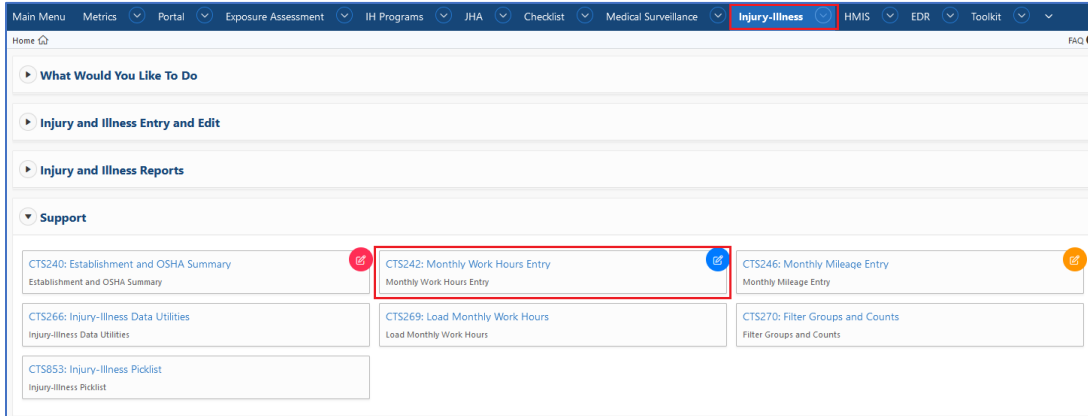 Main Menu Metrics Portal Exposure Assessment IH Programs JHA Checklist Medical Surveillance Injury-Illness HMIS EDR Toolkit
Home FAQ
What Would You Like To Do
Injury and Illness Entry and Edit
Injury and Illness Reports
Support
CTS240: Establishment and OSHA Summary CTS242: Monthly Work Hours Entry CTS246: Monthly Mileage Entry
Establishment and OSHA Summary Monthly Work Hours Entry Monthly Mileage Entry
CTS266: Injury-Illness Data Utilities CTS269: Load Monthly Work Hours CTS270: Filter Groups and Counts
Injury-Illness Data Utilities Load Monthly Work Hours Filter Groups and Counts
CTS853: Injury-Illness Picklist
Injury-Illness Picklist